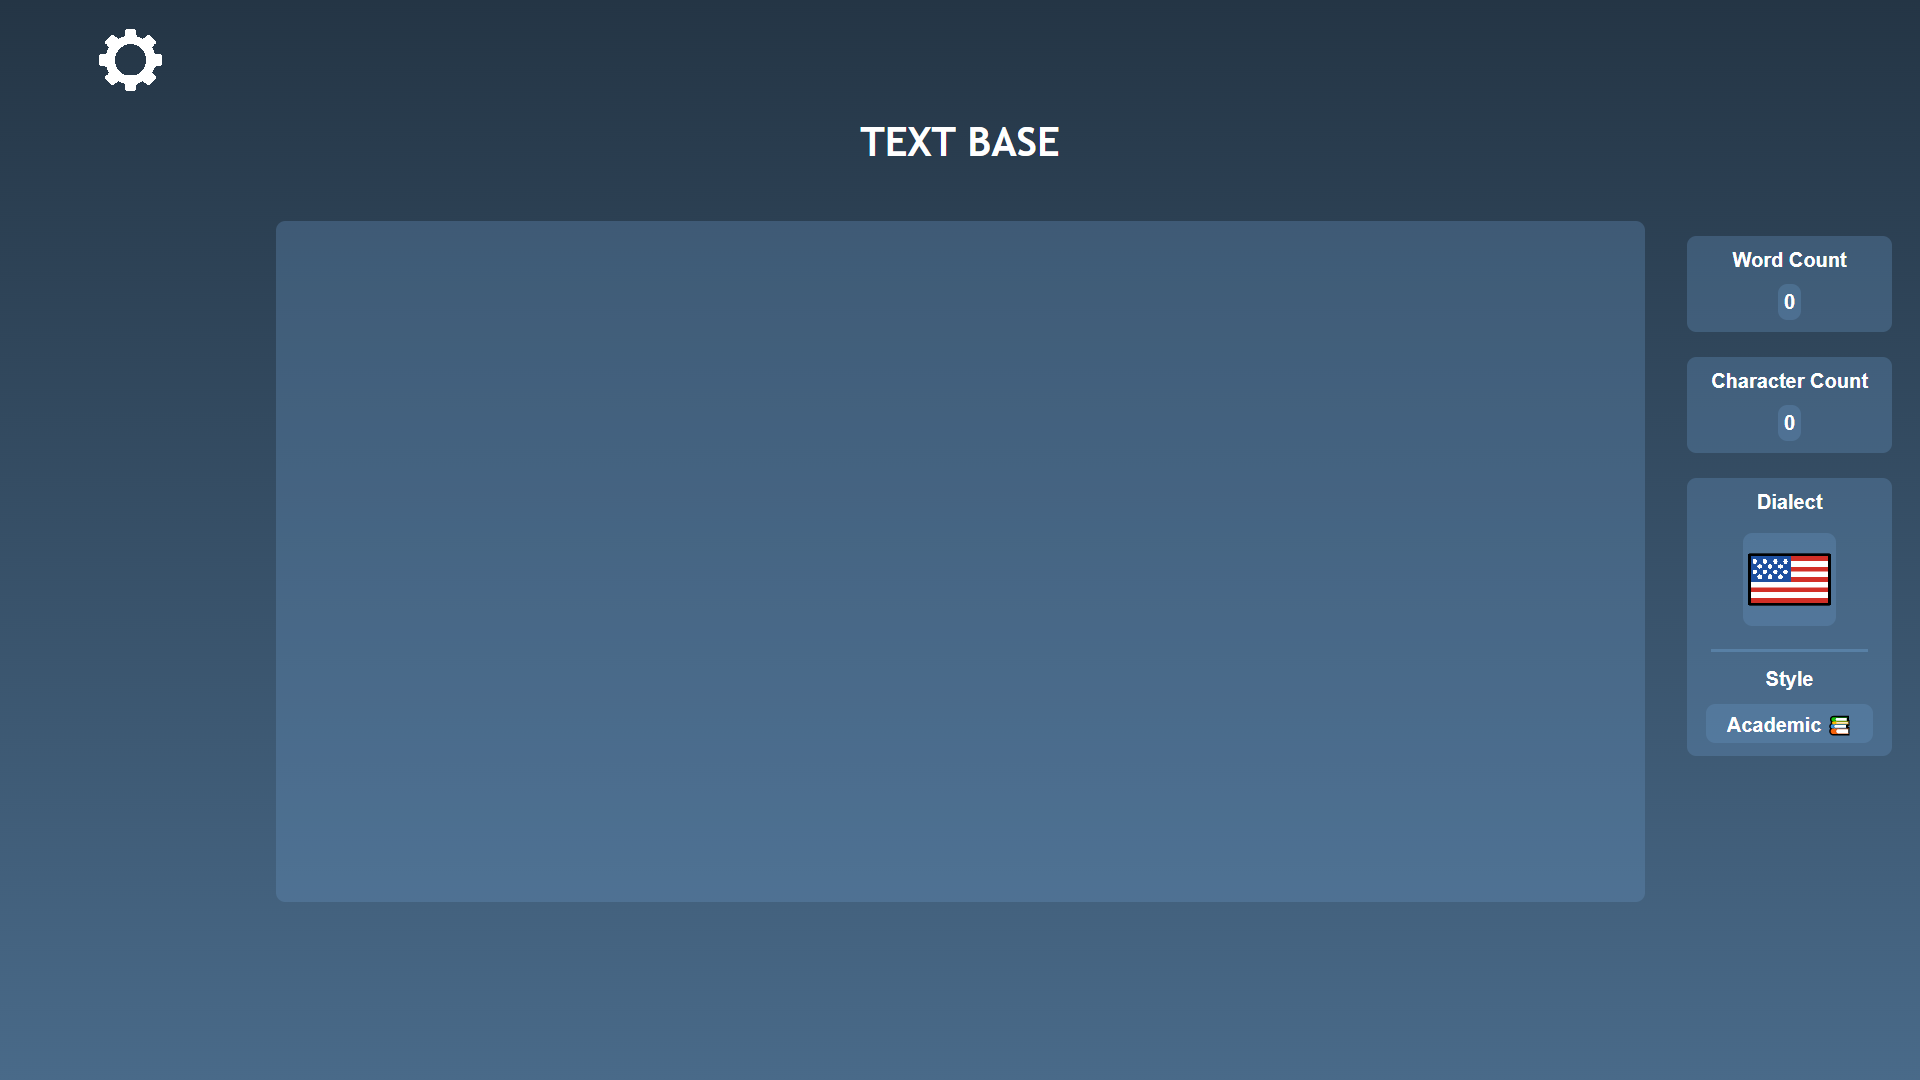 TEXT BASE
Word Count
0
Character Count
0
Dialect
Style
Academic